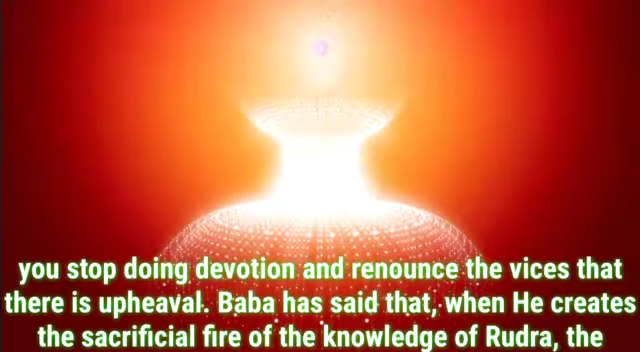 you stop doing devotion and renounce the vices that
there is upheaval. Baba has said that, when He creates
the sacrificial fire of the knowledge of Rudra, the